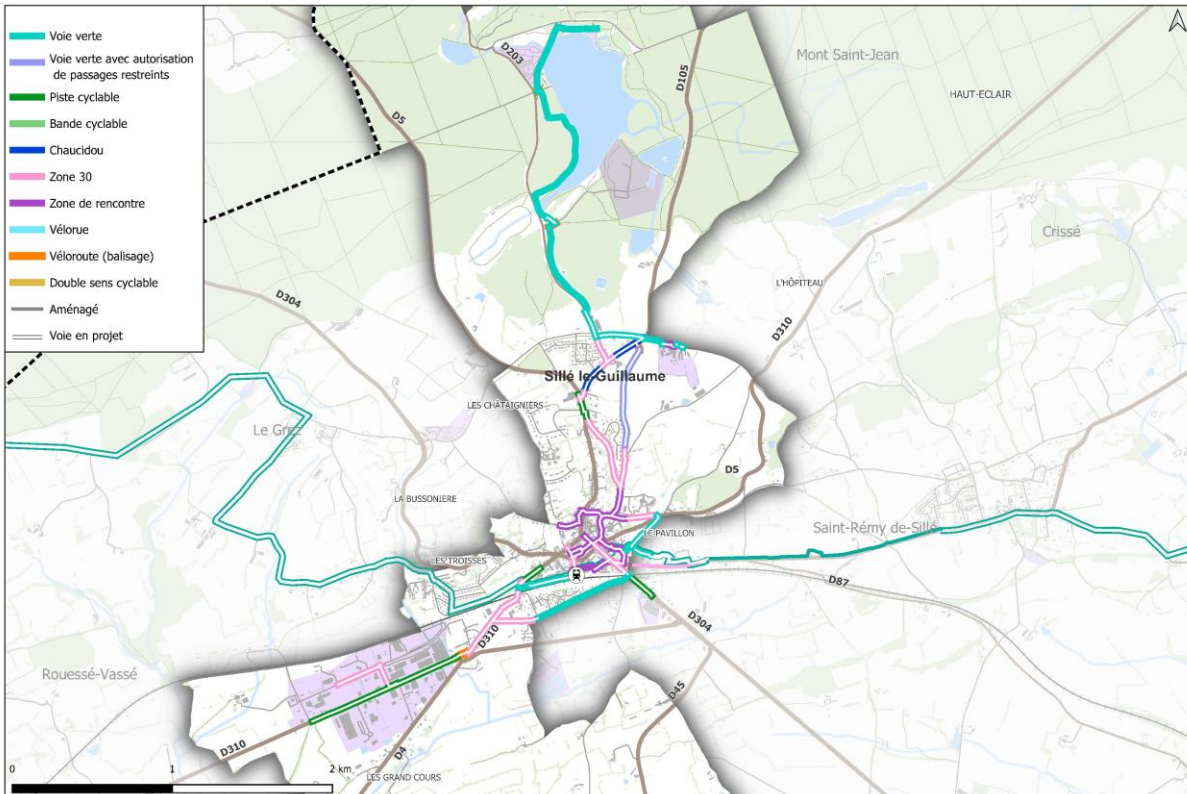 Voie verte
Voie verte avec autorisation
de passages restreints
Piste cyclable
Bande cyclable
Chaucidou
Zone 30
Zone de rencontre
Vélorue
Véloroute (balisage)
Double sens cyclable
Aménagé
Voie en projet
D203
D5
D105
Mont Saint-Jean
HAUT-ECLAIR
Crissé
L'HÔPITEAU
D304
D310
Sillé le-Guillaume
LES CHÂTAIGNIERS
Le Grez
D5
LA BUSSONIERE
LE PAVILLON
Saint-Rémy de-Sillé
LES TROISSES
D87
D304
D310
Rouessé-Vassé
D45
D310
D4
LES GRAND COURS
0 1 2 km